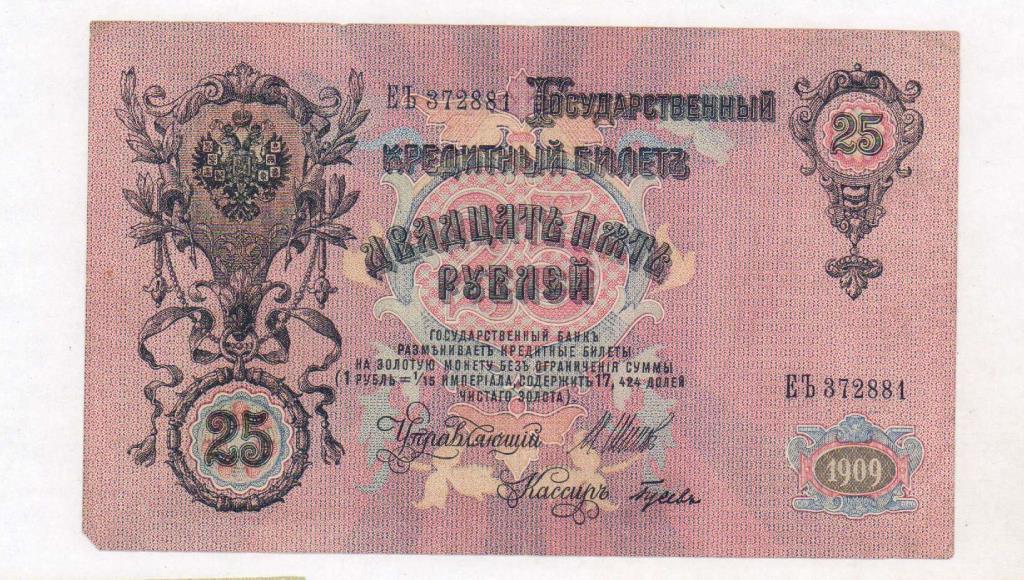 ЕЪ 372881 ГОСУДАРСТВЕННЫЙ
КРЕДИТНЫЙ БИЛЕТЪ
ДВАДЦАТЬ ПЯТЬ
РУБЛЕЙ
25
ГОСУДАРСТВЕННЫЙ БАНКЪ
РАЗМѢНИВАЕТЪ КРЕДИТНЫЕ БИЛЕТЫ
НА ЗОЛОТУЮ МОНЕТУ БЕЗЪ ОГРАНИЧЕНІЯ СУММЫ
(1 РУБЛЬ = 1/15 ИМПЕРІАЛА, СОДЕРЖИТЪ 17, 424 ДОЛЕЙ
ЧИСТАГО ЗОЛОТА).
ЕЪ 372881
25
Управляющій
1909
Кассиръ